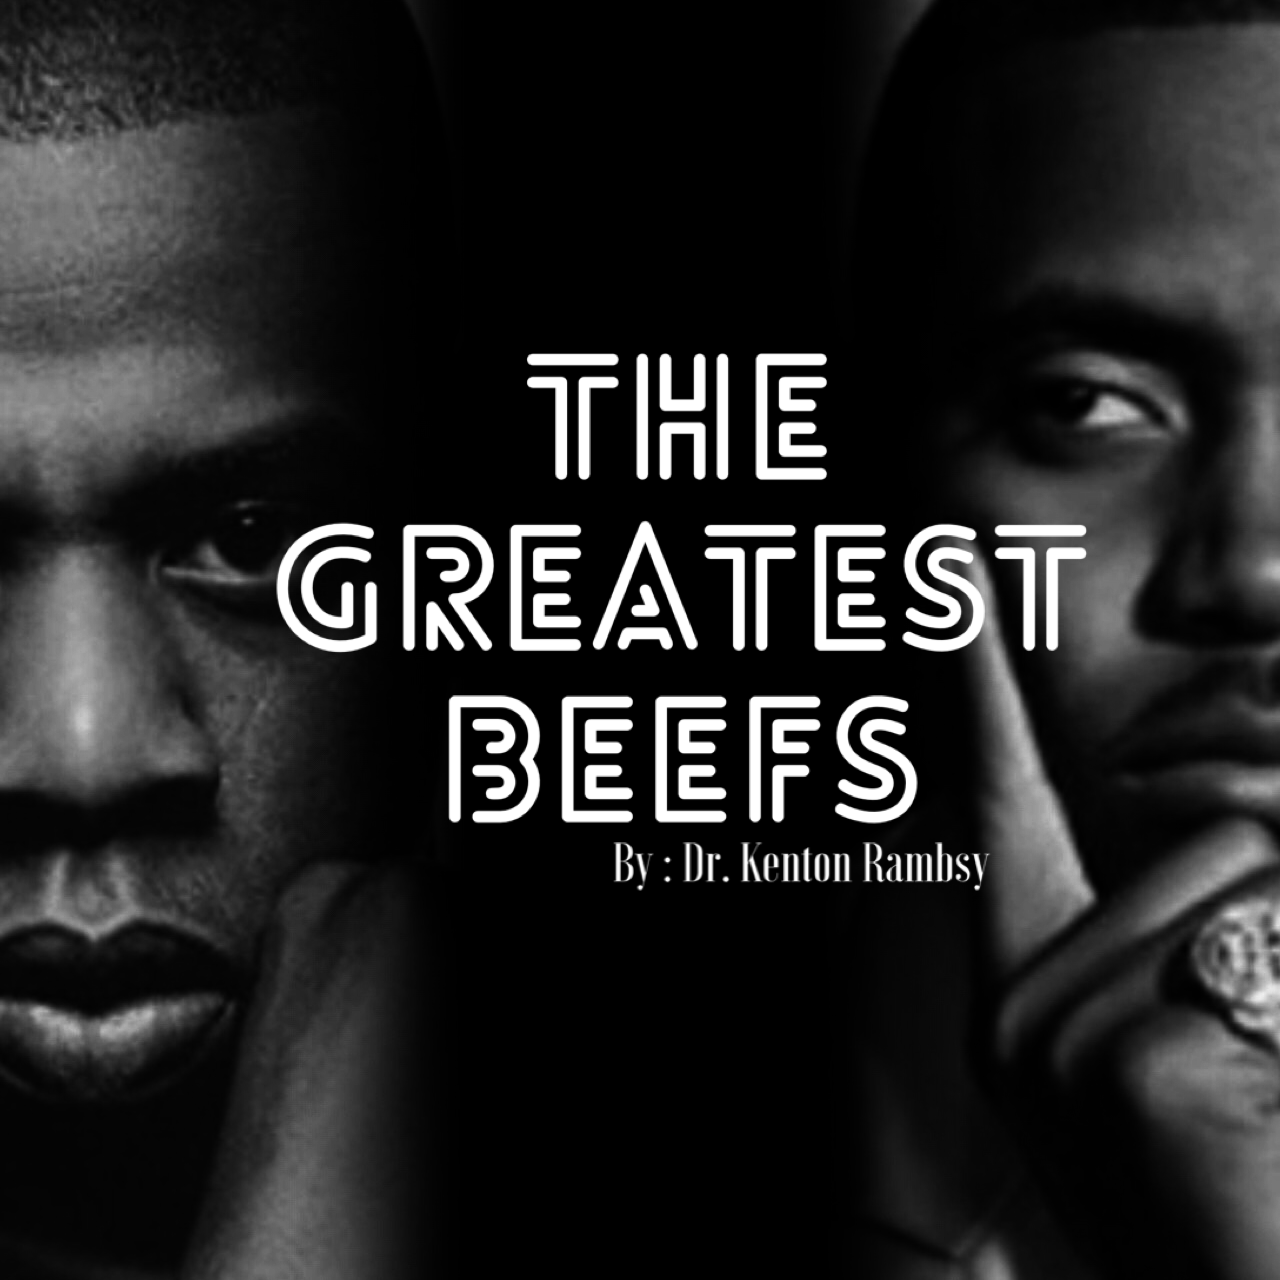 THE
GREATEST
BEEFS
By : Dr. Kenton Rambsy